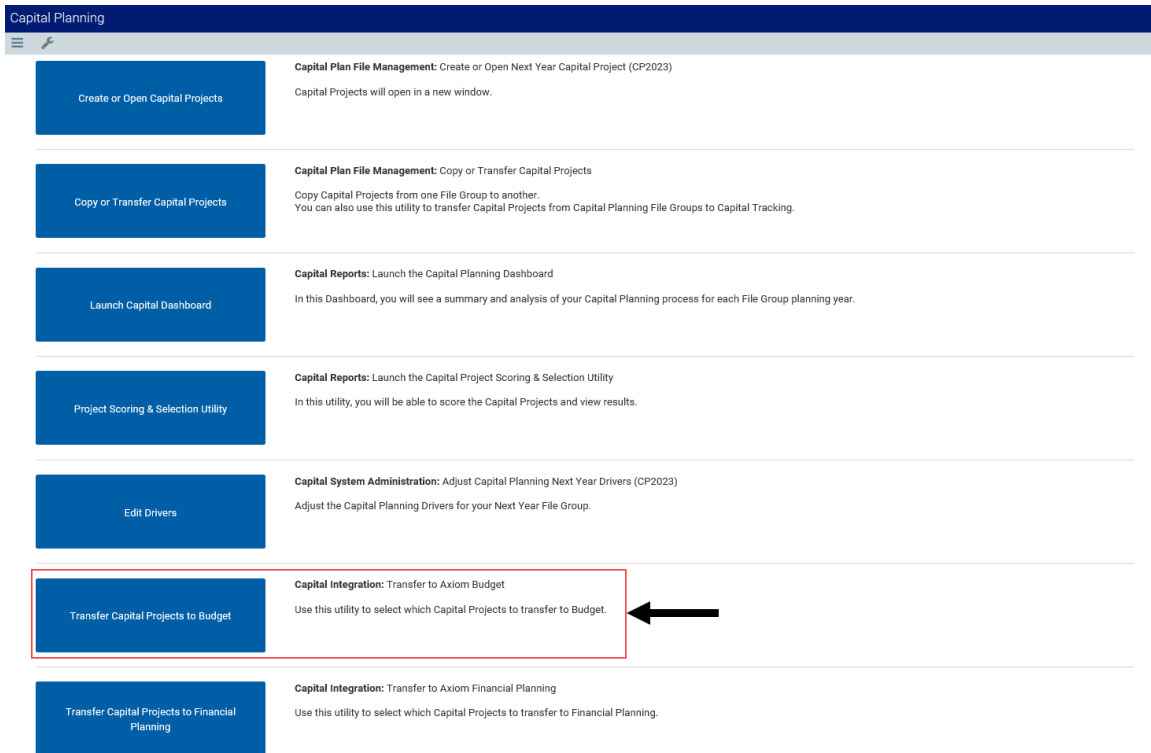 Capital Planning
Create or Open Capital Projects
Capital Plan File Management: Create or Open Next Year Capital Project (CP2023)
Capital Projects will open in a new window.
Copy or Transfer Capital Projects
Capital Plan File Management: Copy or Transfer Capital Projects
Copy Capital Projects from one File Group to another.
You can also use this utility to transfer Capital Projects from Capital Planning File Groups to Capital Tracking.
Launch Capital Dashboard
Capital Reports: Launch the Capital Planning Dashboard
In this Dashboard, you will see a summary and analysis of your Capital Planning process for each File Group planning year.
Project Scoring & Selection Utility
Capital Reports: Launch the Capital Project Scoring & Selection Utility
In this utility, you will be able to score the Capital Projects and view results.
Edit Drivers
Capital System Administration: Adjust Capital Planning Next Year Drivers (CP2023)
Adjust the Capital Planning Drivers for your Next Year File Group.
Transfer Capital Projects to Budget
Capital Integration: Transfer to Axiom Budget
Use this utility to select which Capital Projects to transfer to Budget.
Transfer Capital Projects to Financial
Planning
Capital Integration: Transfer to Axiom Financial Planning
Use this utility to select which Capital Projects to transfer to Financial Planning.